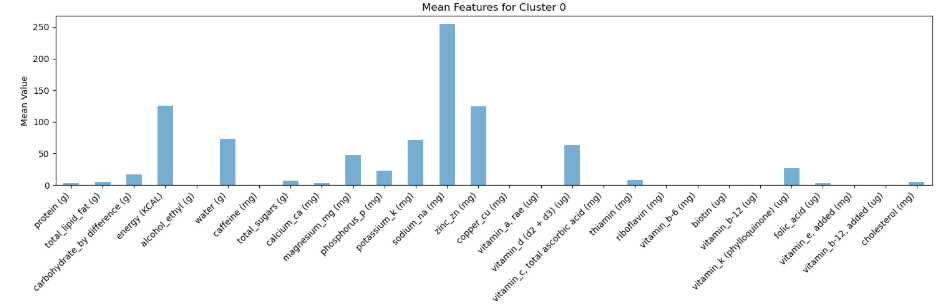 Mean Features for Cluster 0
Mean Value
250
200
150
100
50
0
protein (g)
total_lipid_fat (g)
carbohydrate_by difference (g)
energy (KCAL)
alcohol_ethyl (g)
water (g)
caffeine (mg)
total_sugars (g)
calcium_ca (mg)
magnesium_mg (mg)
phosphorus_p (mg)
potassium_k (mg)
sodium_na (mg)
zinc_zn (mg)
copper_cu (mg)
vitamin_a, rae (ug)
vitamin_d (d2 + d3) (ug)
vitamin_c, total ascorbic acid (mg)
thiamin (mg)
riboflavin (mg)
vitamin_b-6 (mg)
biotin (ug)
vitamin_b-12 (ug)
vitamin_k (phylloquinone) (ug)
folic_acid (ug)
vitamin_e, added (mg)
vitamin_b-12, added (ug)
cholesterol (mg)